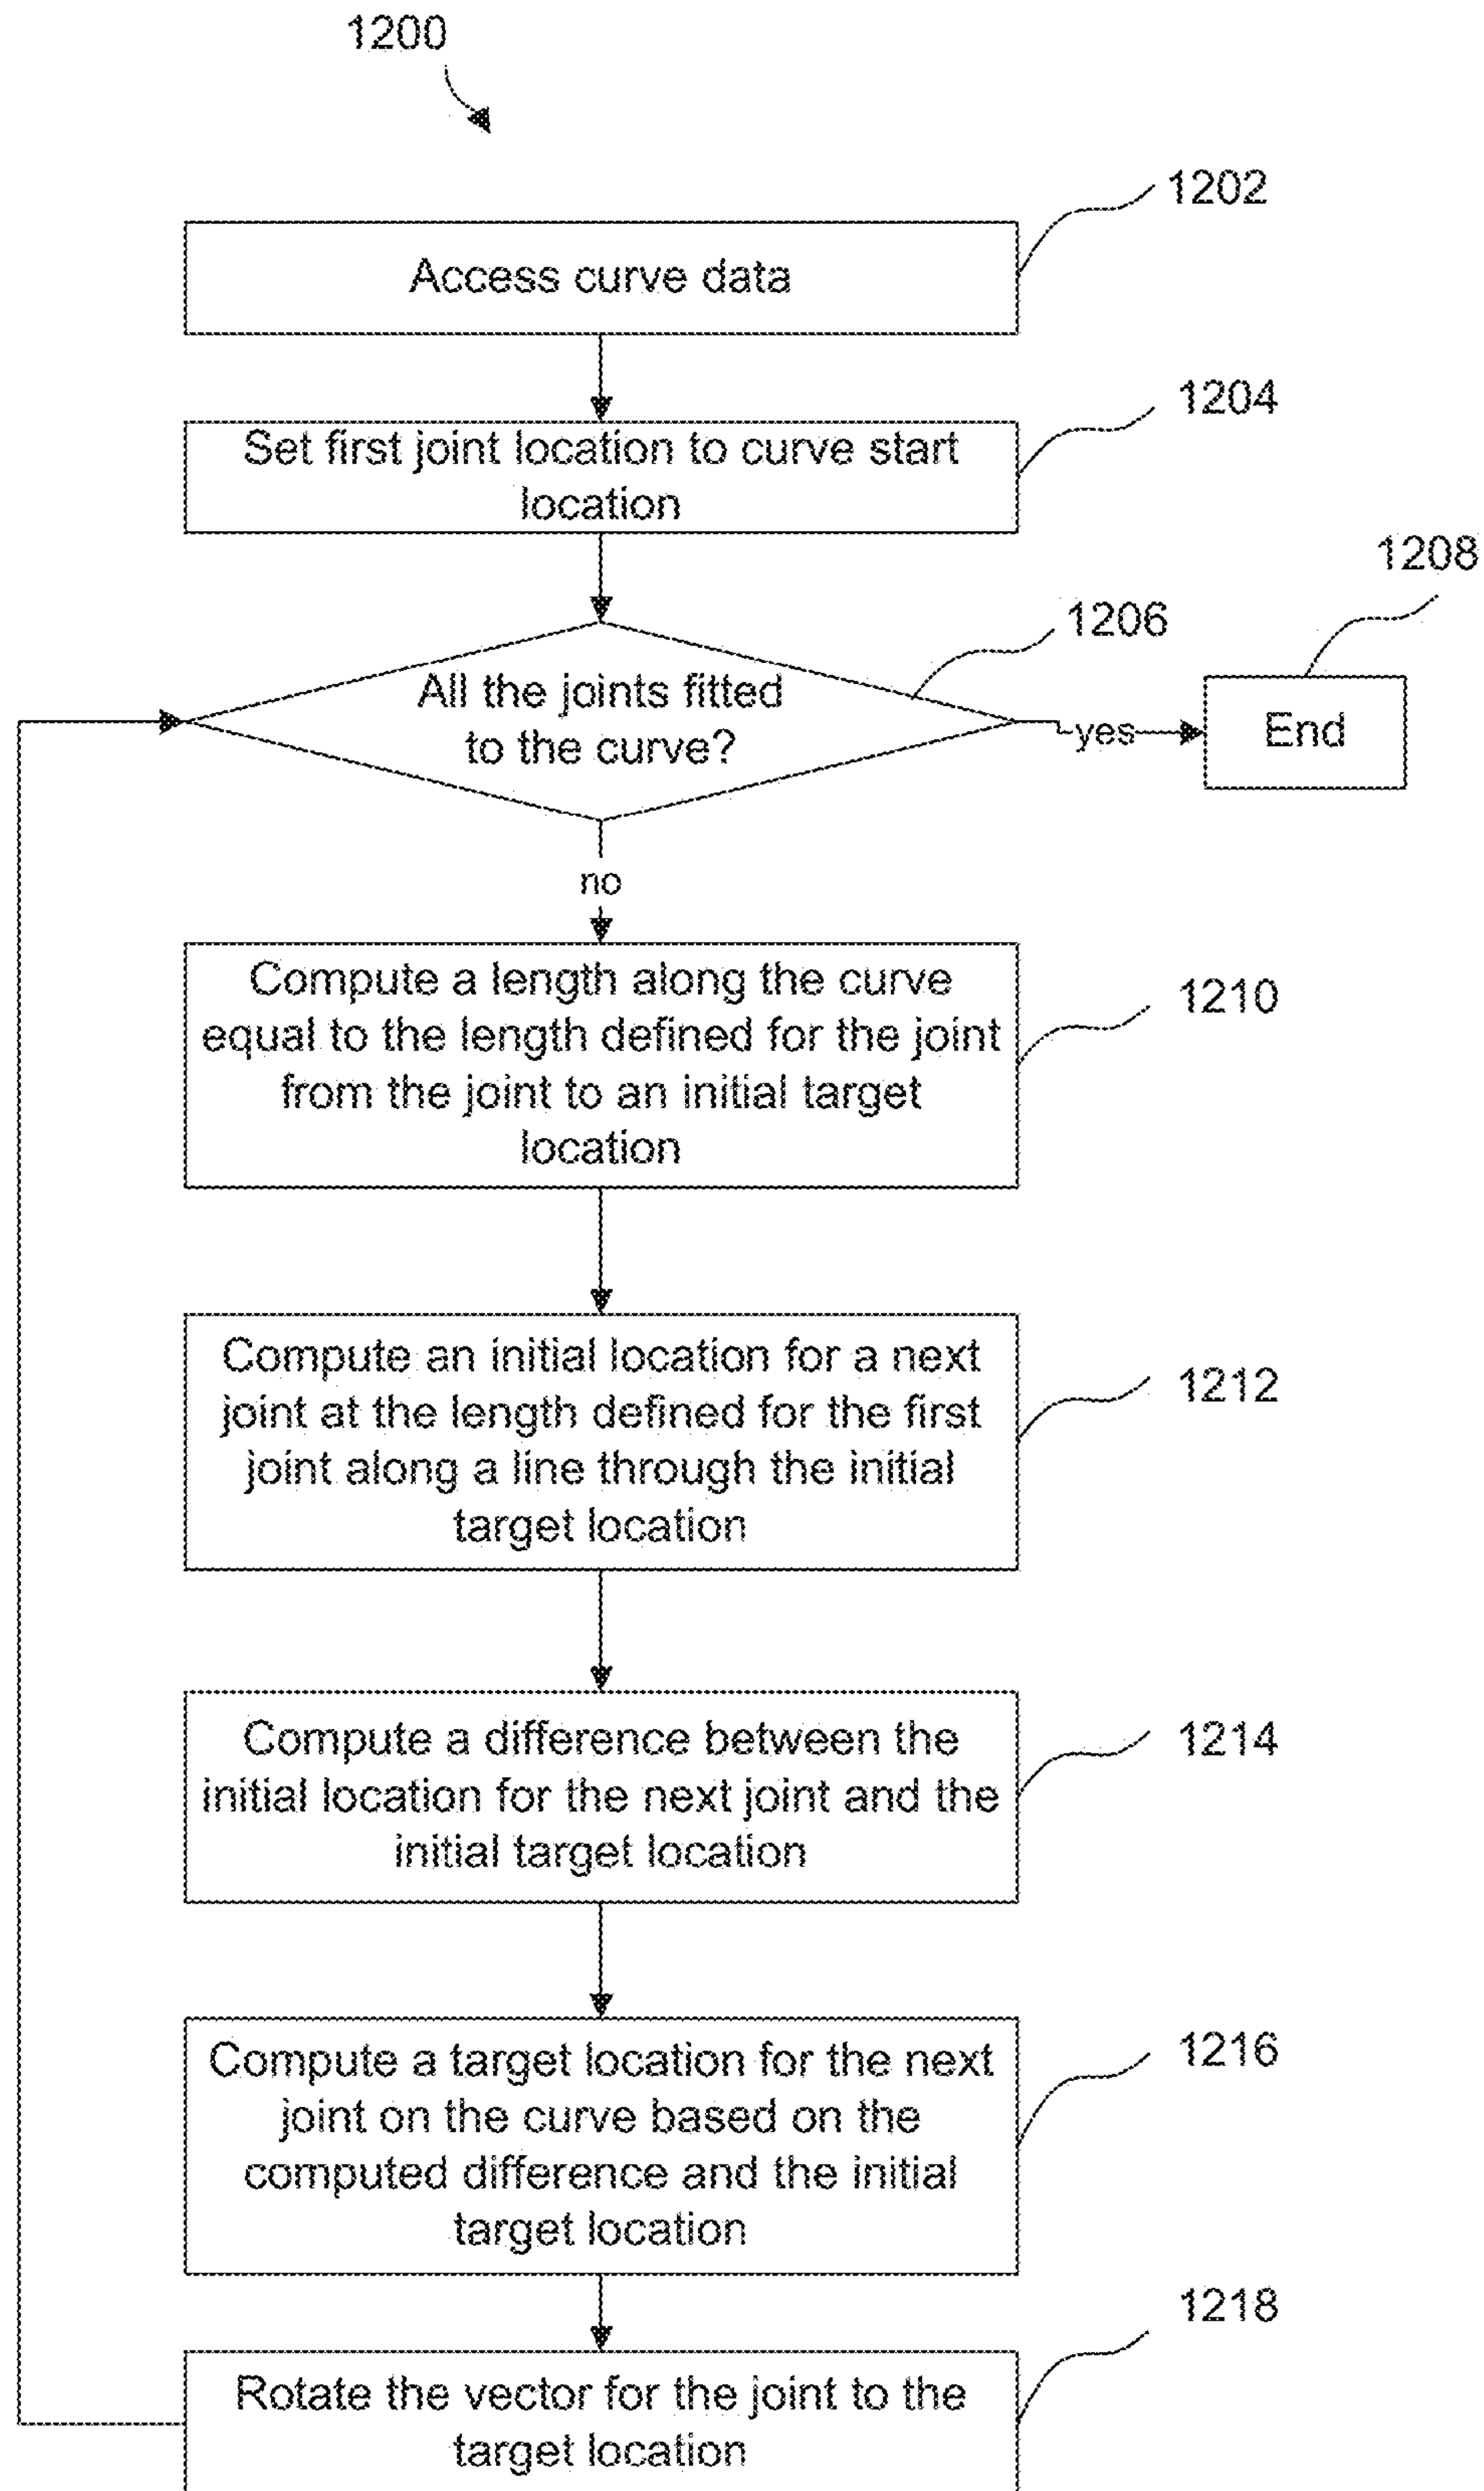 1200
1202
Access curve data
1204
Set first joint location to curve start
location
1208
1206
All the joints fitted
to the curve?
yes
End
no
Compute a length along the curve
equal to the length defined for the joint
from the joint to an initial target
location
1210
Compute an initial location for a next
joint at the length defined for the first
joint along a line through the initial
target location
1212
Compute a difference between the
initial location for the next joint and the
initial target location
1214
Compute a target location for the next
joint on the curve based on the
computed difference and the initial
target location
1216
1218
Rotate the vector for the joint to the
target location